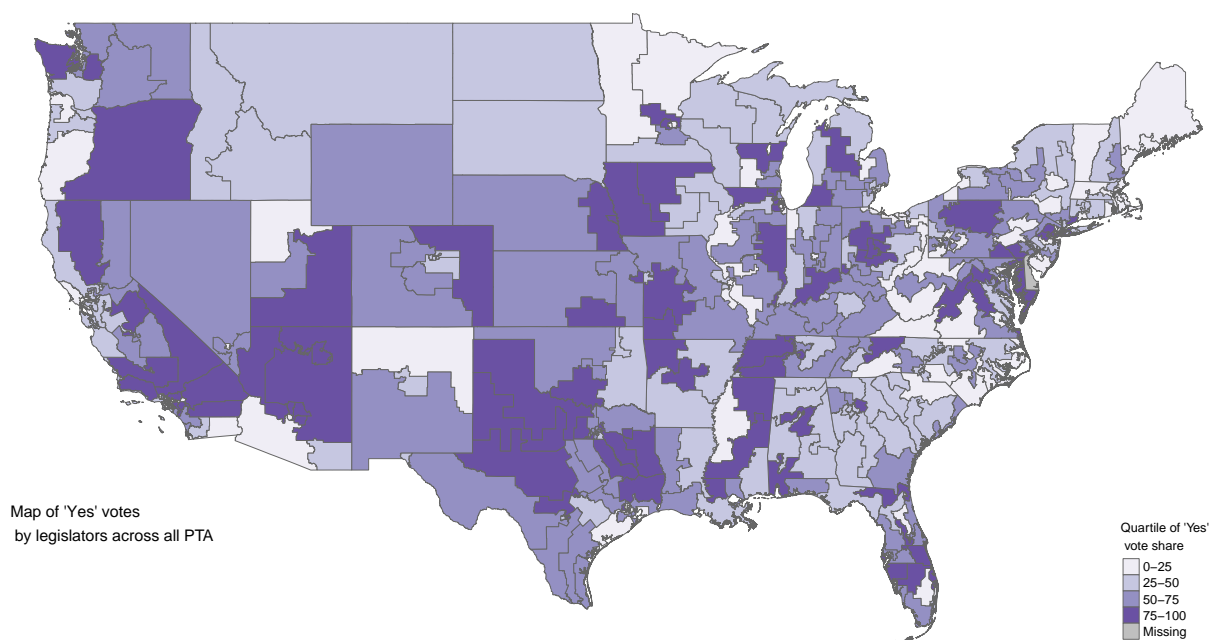 Map of 'Yes' votes
by legislators across all PTA
Quartile of 'Yes'
vote share
0−25
25−50
50−75
75−100
Missing